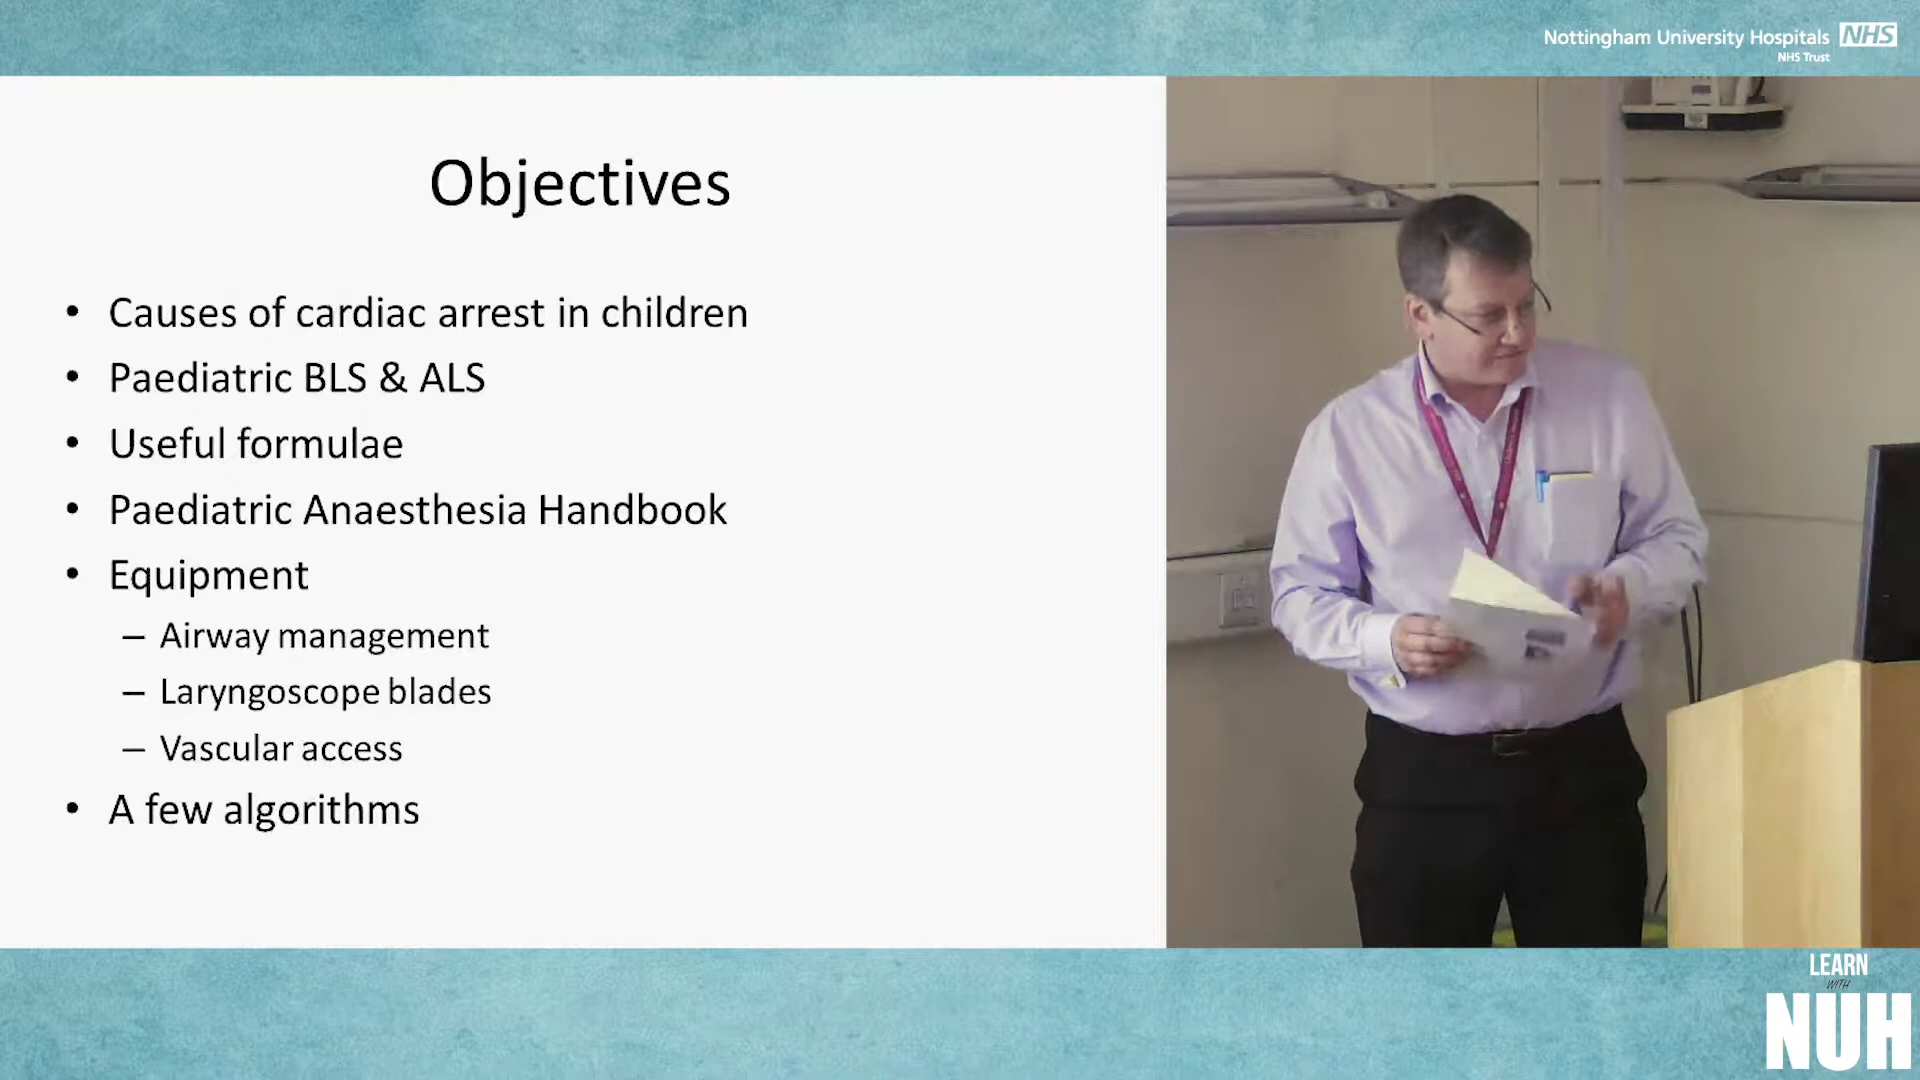 Nottingham University Hospitals NHS
NHS Trust
Objectives
• Causes of cardiac arrest in children
• Paediatric BLS & ALS
• Useful formulae
• Paediatric Anaesthesia Handbook
• Equipment
– Airway management
– Laryngoscope blades
– Vascular access
• A few algorithms
LEARN
WITH
NUH